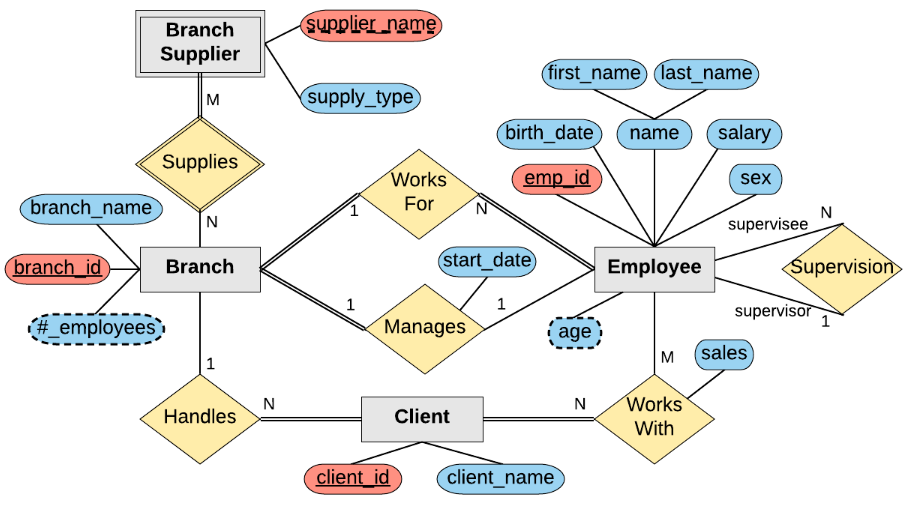 Branch
Supplier
supplier_name
supply_type
M
Supplies
N
first_name
last_name
birth_date
name
salary
emp_id
sex
Works
For
1
N
branch_name
branch_id
#_employees
Branch
start_date
Employee
supervisee
N
Supervision
supervisor
1
1
Manages
1
age
M
sales
1
Handles
N
Client
N
Works
With
client_id
client_name